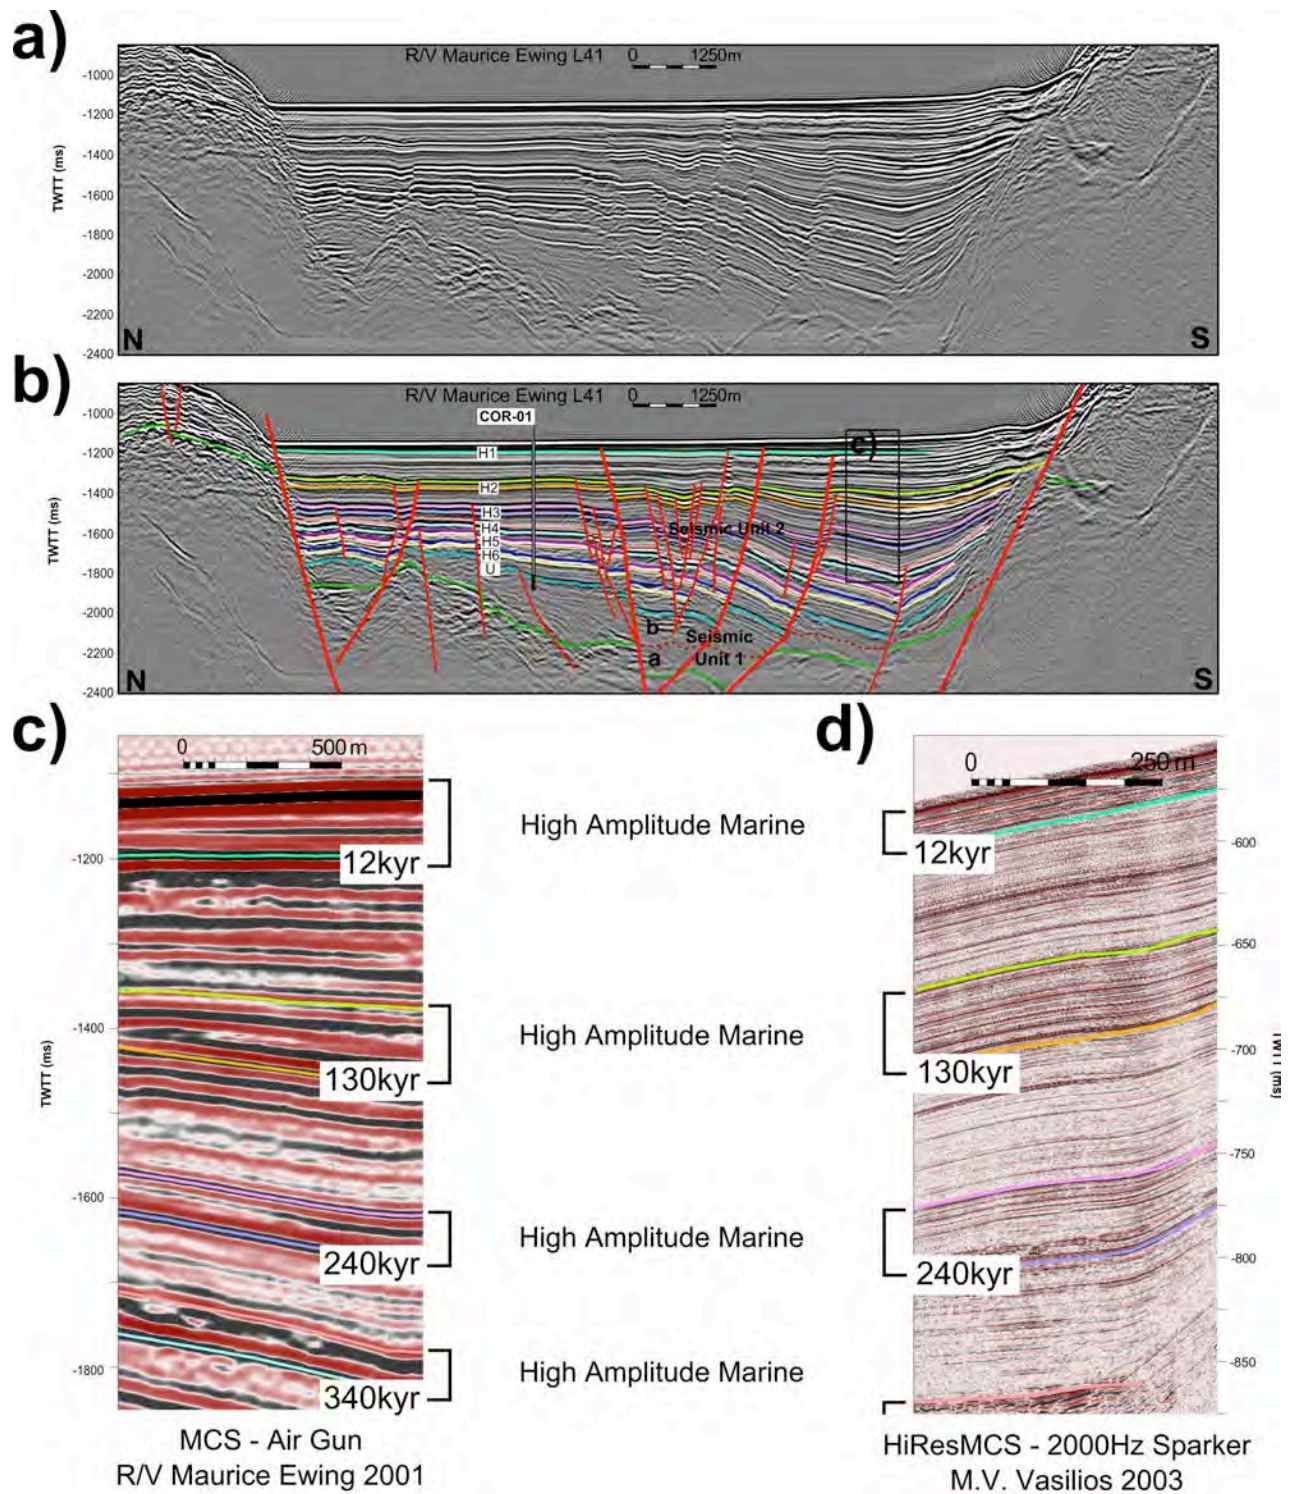 a)
R/V Maurice Ewing L41
0 1250m
-1000
-1200
-1400
-1600
-1800
-2000
-2200
-2400
TWTT (ms)
N
S
b)
R/V Maurice Ewing L41
0 1250m
COR-01
c)
-1000
-1200
-1400
-1600
-1800
-2000
-2200
-2400
TWTT (ms)
H1
H2
H3
H4
H5
H6
U
Seismic Unit 2
b
Seismic
a Unit 1
N
S
c)
0 500 m
-1200
-1400
-1600
-1800
TWTT (ms)
12kyr
130kyr
240kyr
340kyr
High Amplitude Marine
High Amplitude Marine
High Amplitude Marine
High Amplitude Marine
MCS - Air Gun
R/V Maurice Ewing 2001
d)
0 250 m
12kyr
130kyr
240kyr
-600
-650
-700
-750
-800
-850
TWTT (ms)
HiResMCS - 2000Hz Sparker
M.V. Vasilios 2003